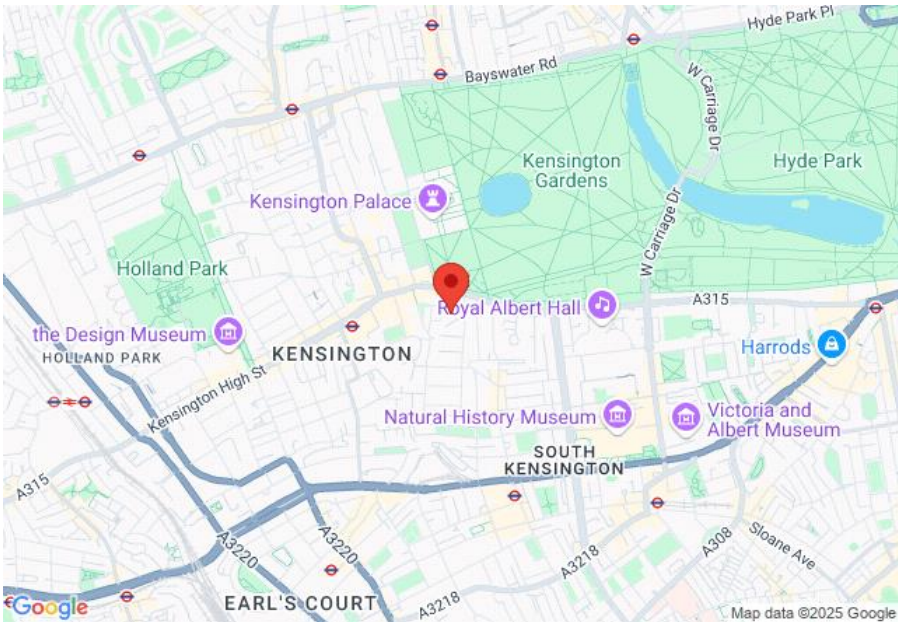 Hyde Park Pl
Bayswater Rd
W Carriage Dr
Kensington
Gardens
Hyde Park
Kensington Palace
W Carriage Dr
Holland Park
Royal Albert Hall
A315
the Design Museum
HOLLAND PARK
KENSINGTON
Harrods
Kensington High St
Natural History Museum
Victoria and
Albert Museum
SOUTH
KENSINGTON
A315
A3220
A3220
A308
Sloane Ave
A3218
EARL'S COURT
A3218
Google
Map data ©2025 Google